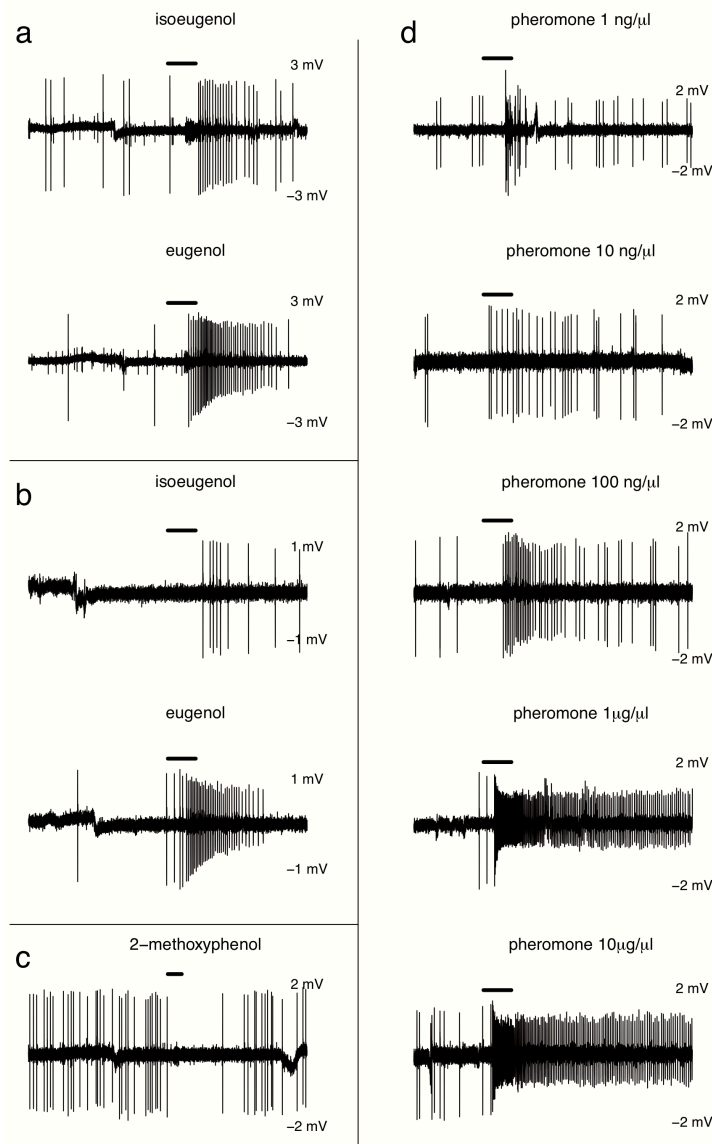 a
isoeugenol
3 mV
−3 mV
eugenol
3 mV
−3 mV
b
isoeugenol
1 mV
−1 mV
eugenol
1 mV
−1 mV
c
2−methoxyphenol
2 mV
−2 mV
d
pheromone 1 ng/µl
2 mV
−2 mV
pheromone 10 ng/µl
2 mV
−2 mV
pheromone 100 ng/µl
2 mV
−2 mV
pheromone 1µg/µl
2 mV
−2 mV
pheromone 10µg/µl
2 mV
−2 mV